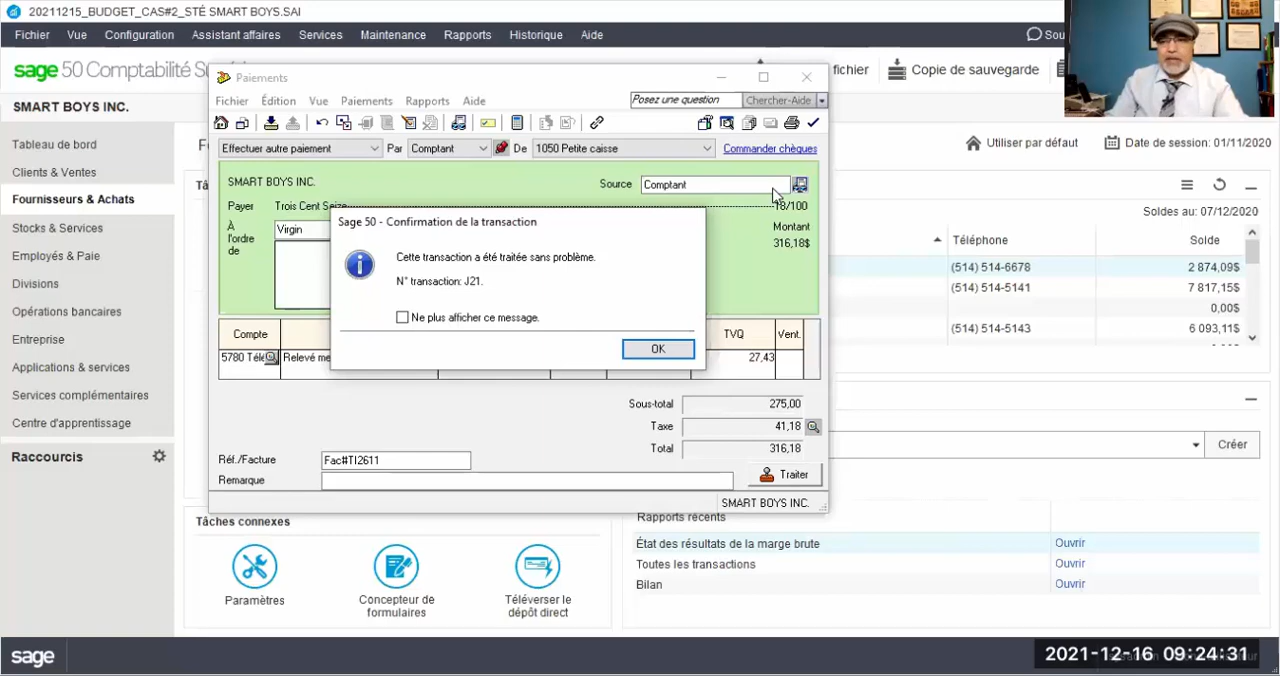 20211215_BUDGET_CAS#2_STÉ SMART BOYS.SAI
Fichier Vue Configuration Assistant affaires Services Maintenance Rapports Historique Aide Sou
sage 50 Comptabilité
fichier Copie de sauvegarde
SMART BOYS INC.
Utiliser par défaut Date de session: 01/11/2020
Tableau de bord
Clients & Ventes
Fournisseurs & Achats
Stocks & Services
Employés & Paie
Divisions
Opérations bancaires
Entreprise
Applications & services
Services complémentaires
Centre d'apprentissage
Raccourcis
Paiements
Fichier Édition Vue Paiements Rapports Aide Posez une question Chercher-Aide
Effectuer autre paiement Par Comptant De 1050 Petite caisse Commander chèques
SMART BOYS INC. Source Comptant
Payer Trois Cent Seize 18/100
À l'ordre de Virgin Montant
316,18$
Sage 50 - Confirmation de la transaction
Cette transaction a été traitée sans problème.
N° transaction: J21.
Ne plus afficher ce message.
OK
Compte TVQ Vent.
5780 Télé Relevé me 27,43
Sous-total 275,00
Taxe 41,18
Total 316,18
Réf./Facture Fac#TI2611
Remarque
Traiter
SMART BOYS INC.
Soldes au: 07/12/2020
Téléphone Solde
(514) 514-6678 2 874,09$
(514) 514-5141 7 817,15$
0,00$
(514) 514-5143 6 093,11$
Créer
Tâches connexes
Paramètres
Concepteur de
formulaires
Téléverser le
dépôt direct
Rapports récents
État des résultats de la marge brute Ouvrir
Toutes les transactions Ouvrir
Bilan Ouvrir
sage
2021-12-16 09:24:31